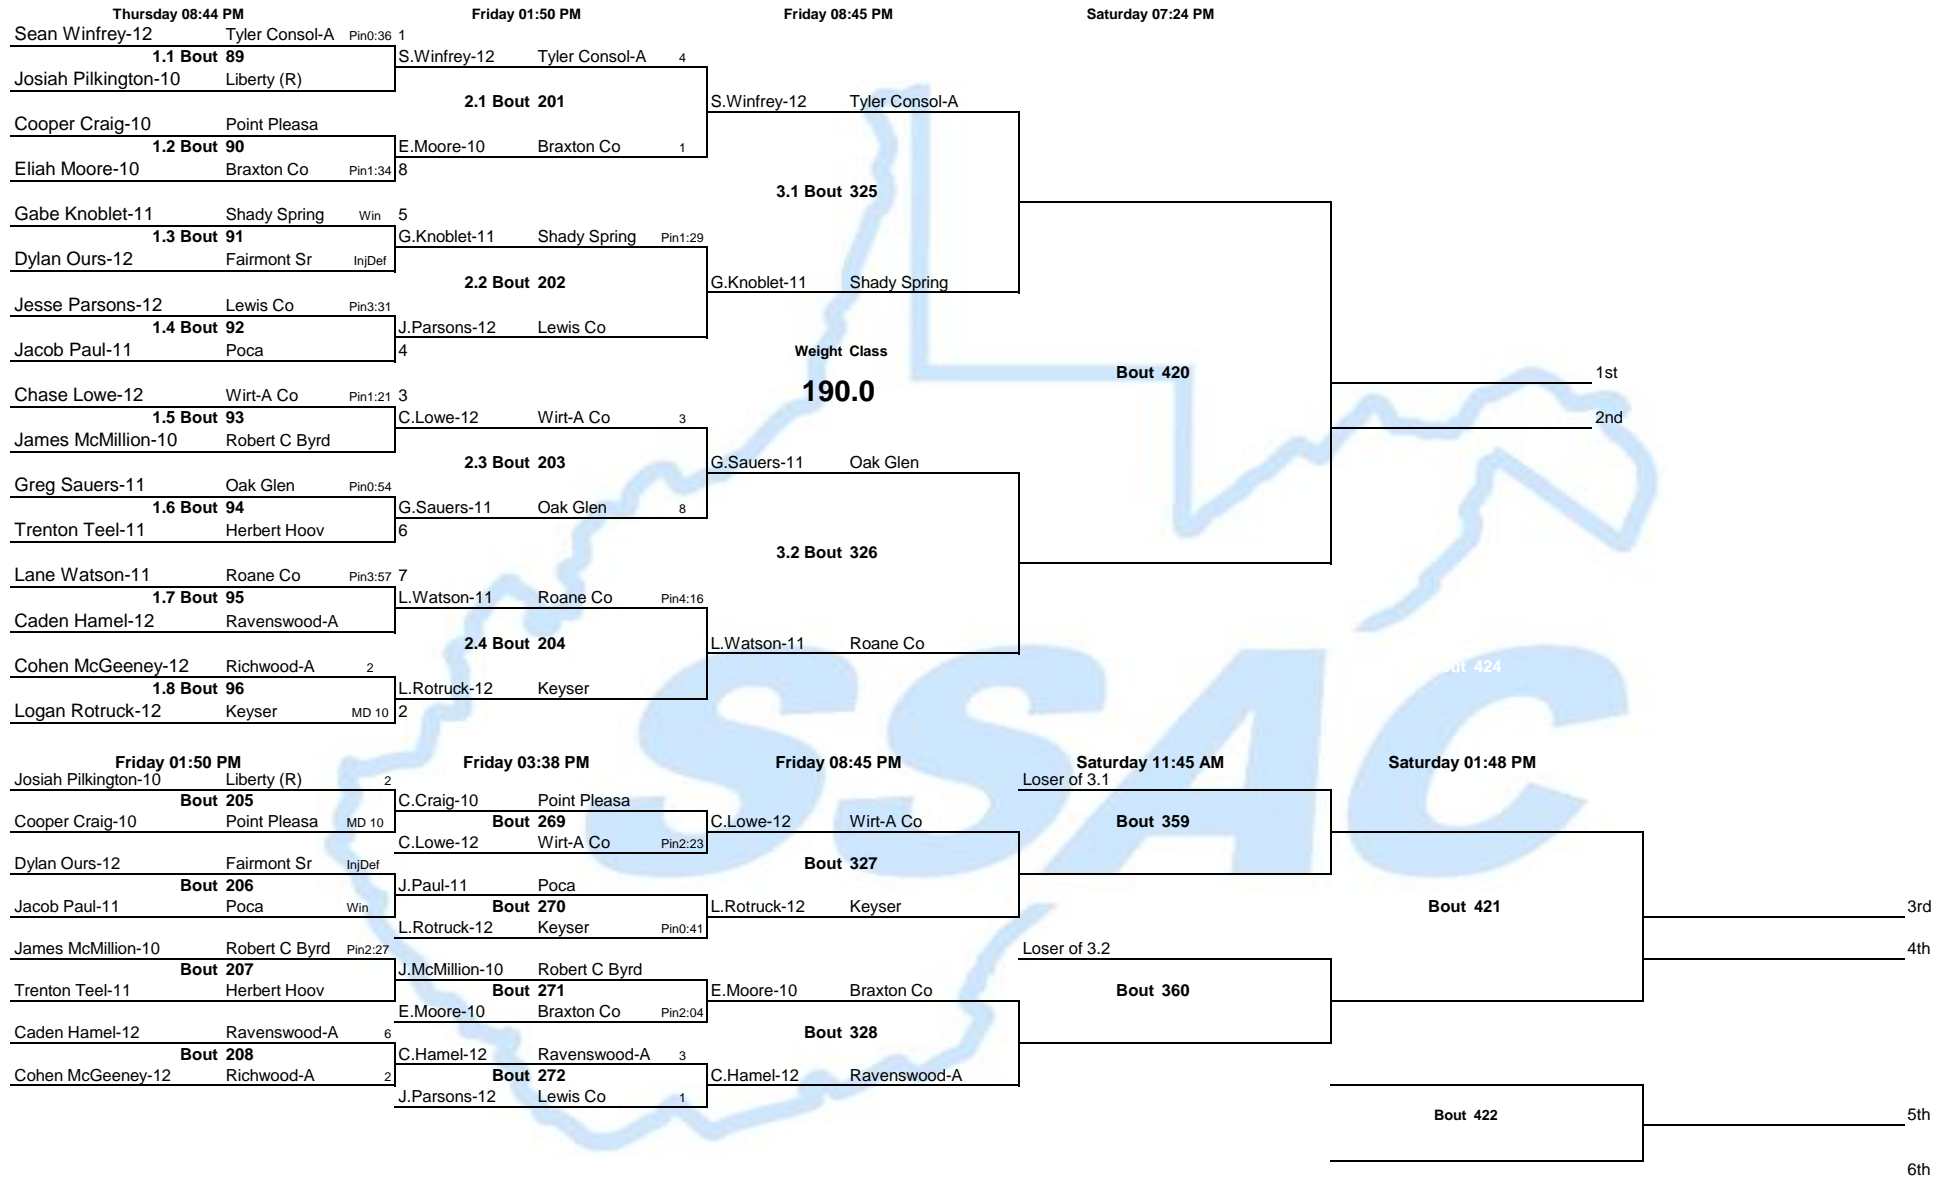 Thursday 08:44 PM Friday 01:50 PM Friday 08:45 PM Saturday 07:24 PM
Sean Winfrey-12 Tyler Consol-A Pin0:36 1
1.1 Bout 89 S.Winfrey-12 Tyler Consol-A 4
Josiah Pilkington-10 Liberty (R)
2.1 Bout 201 S.Winfrey-12 Tyler Consol-A
Cooper Craig-10 Point Pleasa
1.2 Bout 90 E.Moore-10 Braxton Co 1
Eliah Moore-10 Braxton Co Pin1:34 8
3.1 Bout 325
Gabe Knoblet-11 Shady Spring Win 5
1.3 Bout 91 G.Knoblet-11 Shady Spring Pin1:29
Dylan Ours-12 Fairmont Sr InjDef
2.2 Bout 202 G.Knoblet-11 Shady Spring
Jesse Parsons-12 Lewis Co Pin3:31
1.4 Bout 92 J.Parsons-12 Lewis Co
Jacob Paul-11 Poca 4 Weight Class
Bout 420 1st
Chase Lowe-12 Wirt-A Co Pin1:21 3 190.0
1.5 Bout 93 C.Lowe-12 Wirt-A Co 3 2nd
James McMillion-10 Robert C Byrd
2.3 Bout 203 G.Sauers-11 Oak Glen
Greg Sauers-11 Oak Glen Pin0:54
1.6 Bout 94 G.Sauers-11 Oak Glen 8
Trenton Teel-11 Herbert Hoov 6
3.2 Bout 326
Lane Watson-11 Roane Co Pin3:57 7
1.7 Bout 95 L.Watson-11 Roane Co Pin4:16
Caden Hamel-12 Ravenswood-A
2.4 Bout 204 L.Watson-11 Roane Co
Cohen McGeeney-12 Richwood-A 2 424
1.8 Bout 96 L.Rotruck-12 Keyser
Logan Rotruck-12 Keyser MD 10 2
SSAC
Friday 01:50 PM Friday 03:38 PM Friday 08:45 PM Saturday 11:45 AM Saturday 01:48 PM
Josiah Pilkington-10 Liberty (R) 2 Loser of 3.1
Bout 205 C.Craig-10 Point Pleasa
Cooper Craig-10 Point Pleasa MD 10 Bout 269 C.Lowe-12 Wirt-A Co Bout 359
C.Lowe-12 Wirt-A Co Pin2:23
Dylan Ours-12 Fairmont Sr InjDef Bout 327
Bout 206 J.Paul-11 Poca
Jacob Paul-11 Poca Win Bout 270 L.Rotruck-12 Keyser Bout 421 3rd
L.Rotruck-12 Keyser Pin0:41
James McMillion-10 Robert C Byrd Pin2:27 Loser of 3.2 4th
Bout 207 J.McMillion-10 Robert C Byrd
Trenton Teel-11 Herbert Hoov Bout 271 E.Moore-10 Braxton Co Bout 360
E.Moore-10 Braxton Co Pin2:04
Caden Hamel-12 Ravenswood-A 6 Bout 328
Bout 208 C.Hamel-12 Ravenswood-A 3
Cohen McGeeney-12 Richwood-A 2 Bout 272 C.Hamel-12 Ravenswood-A
J.Parsons-12 Lewis Co 1
Bout 422 5th
6th